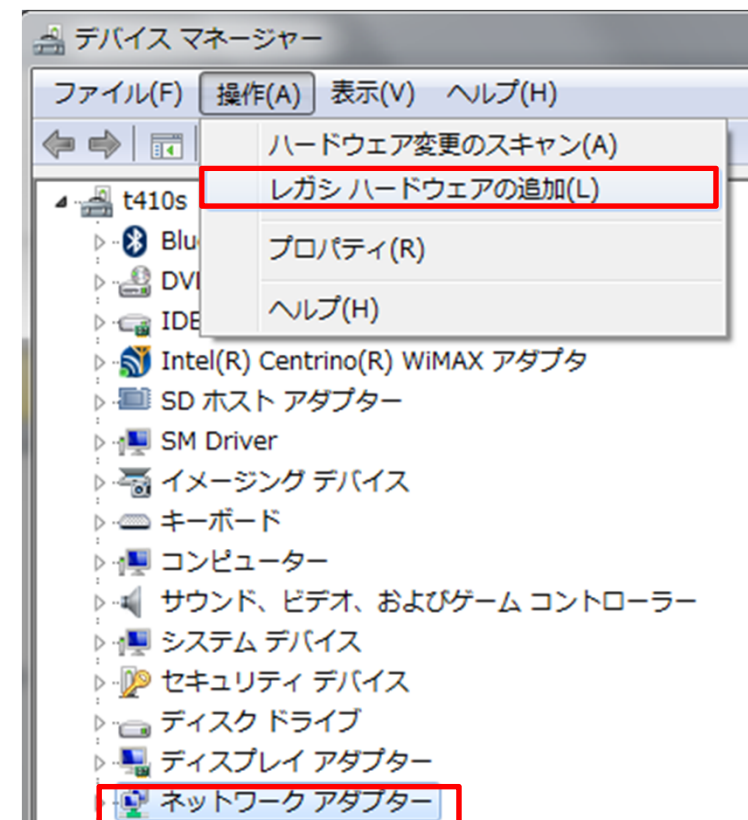 デバイス マネージャー
ファイル(F) 操作(A) 表示(V) ヘルプ(H)
ハードウェア変更のスキャン(A)
レガシ ハードウェアの追加(L)
プロパティ(R)
ヘルプ(H)
t410s
Blu
DV
IDE
Intel(R) Centrino(R) WiMAX アダプタ
SD ホスト アダプター
SM Driver
イメージング デバイス
キーボード
コンピューター
サウンド、ビデオ、およびゲーム コントローラー
システム デバイス
セキュリティ デバイス
ディスク ドライブ
ディスプレイ アダプター
ネットワーク アダプター